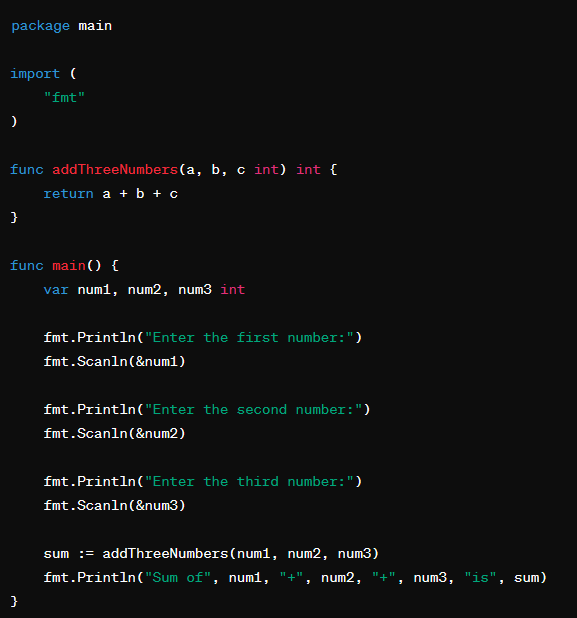 package main
import (
    "fmt"
)
func addThreeNumbers(a, b, c int) int {
    return a + b + c
}
func main() {
    var num1, num2, num3 int
    fmt.Println("Enter the first number:")
    fmt.Scanln(&num1)
    fmt.Println("Enter the second number:")
    fmt.Scanln(&num2)
    fmt.Println("Enter the third number:")
    fmt.Scanln(&num3)
    sum := addThreeNumbers(num1, num2, num3)
    fmt.Println("Sum of", num1, "+", num2, "+", num3, "is", sum)
}